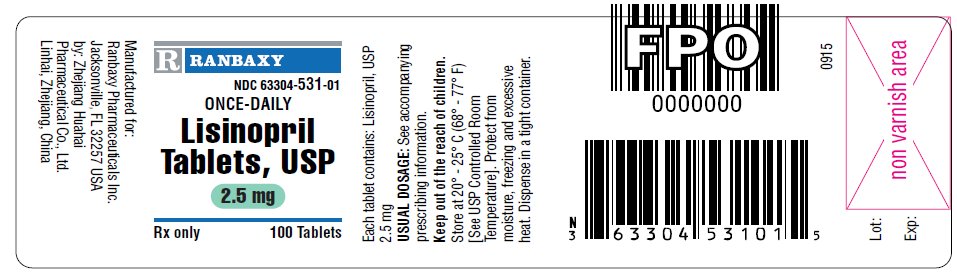 Manufactured for:
Ranbaxy Pharmaceuticals Inc.
Jacksonville, FL 32257 USA
by: Zhejiang Huahai
Pharmaceutical Co., Ltd.
Linhai, Zhejiang, China
R RANBAXY
NDC 63304-531-01
ONCE-DAILY
Lisinopril
Tablets, USP
2.5 mg
Rx only 100 Tablets
Each tablet contains: Lisinopril, USP
2.5 mg
USUAL DOSAGE: See accompanying
prescribing information.
Keep out of the reach of children.
Store at 20° - 25° C (68° - 77° F)
[See USP Controlled Room
Temperature]. Protect from
moisture, freezing and excessive
heat. Dispense in a tight container.
FPO
0000000
N
3 63304 53101 5
0915
non varnish area
Lot:
Exp: